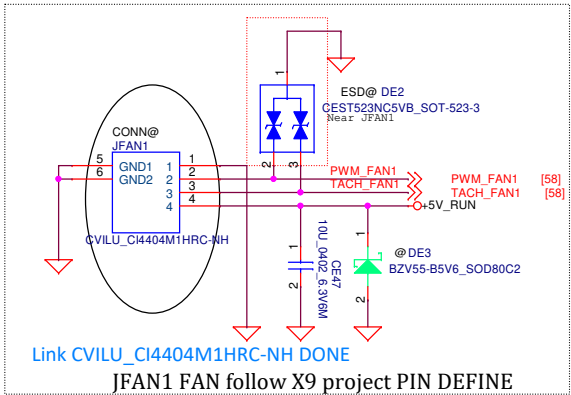 1
ESD@ DE2
CEST523NC5VB_SOT-523-3
Near JFAN1
2
3
CONN@
JFAN1
5
6
GND1
GND2
1
2
3
4
1
2
3
4
CVILU_CI4404M1HRC-NH
PWM_FAN1
TACH_FAN1
PWM_FAN1 [58]
TACH_FAN1 [58]
+5V_RUN
1
2
10U_0402_6.3V6M
CE47
1
2
@ DE3
BZV55-B5V6_SOD80C2
Link CVILU_CI4404M1HRC-NH DONE
JFAN1 FAN follow X9 project PIN DEFINE